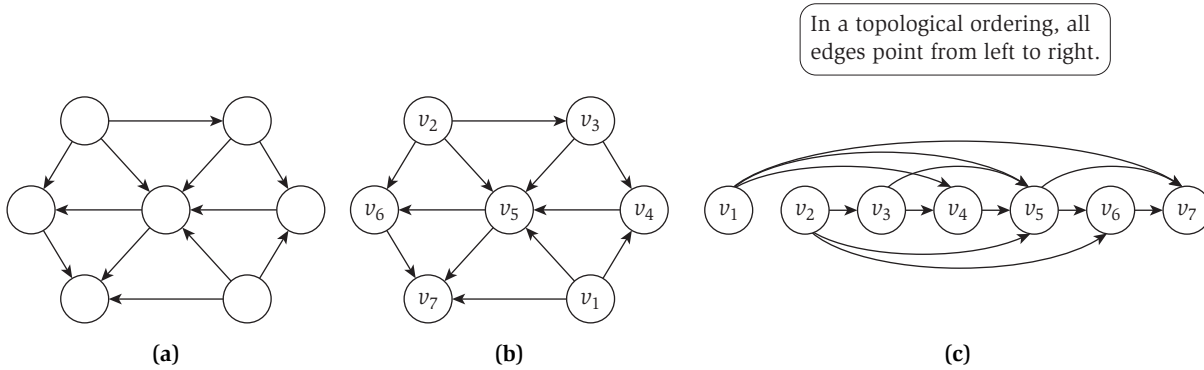 In a topological ordering, all
edges point from left to right.
v₂ v₃
v₆ v₅ v₄
v₇ v₁
v₁ v₂ v₃ v₄ v₅ v₆ v₇
(a) (b) (c)